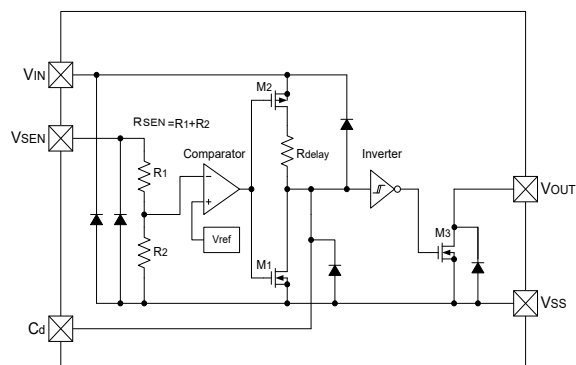 VIN
M2
RSEN =R1+R2
VSEN
Comparator
Rdelay
Inverter
R1
VOUT
−
+
Vref
M3
R2
M1
VSS
Cd